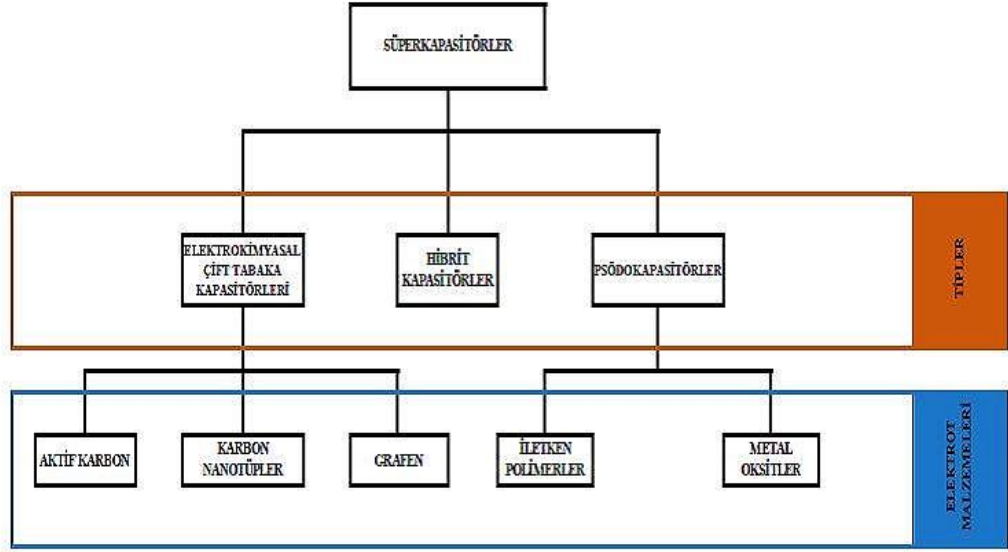 SÜPERKAPASİTÖRLER
ELEKTROKİMYASAL
ÇİFT TABAKA
KAPASİTÖRLERİ
HİBRİT
KAPASİTÖRLER
PSÖDOKAPASİTÖRLER
TİPLER
AKTİF KARBON
KARBON
NANOTÜPLER
GRAFEN
İLETKEN
POLİMERLER
METAL
OKSİTLER
ELEKTROT
MALZEMELERİ